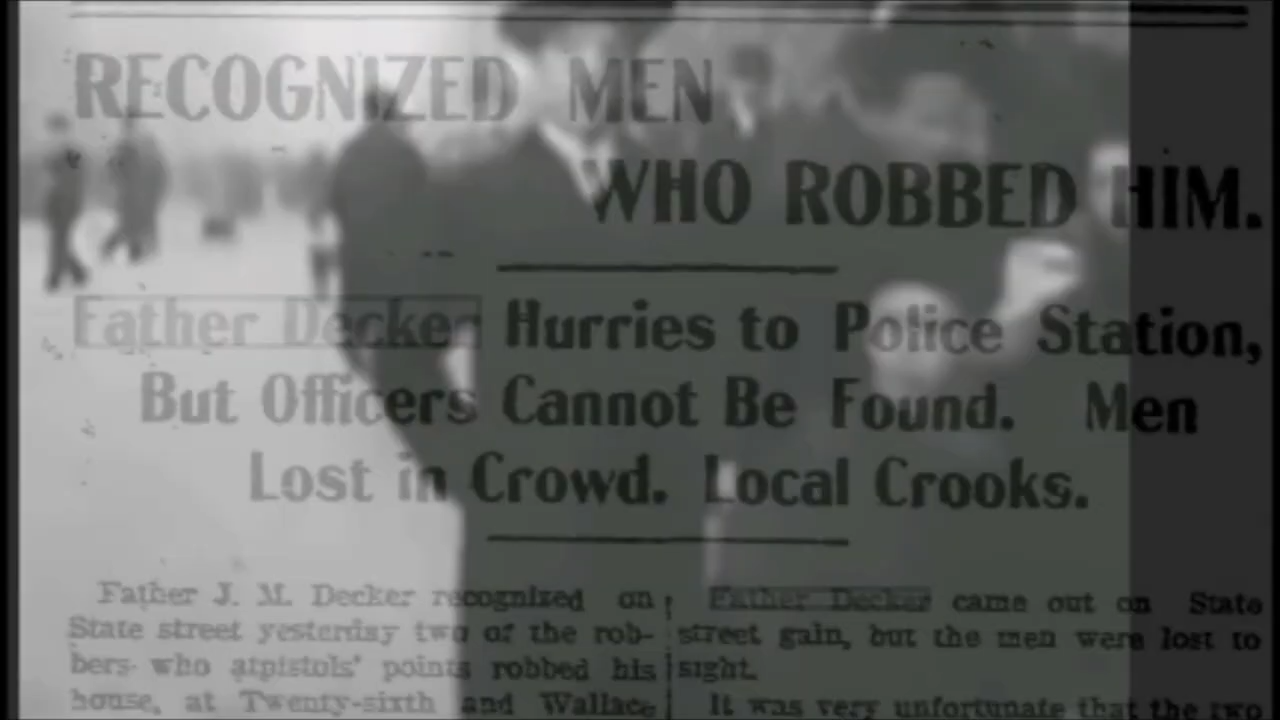 RECOGNIZED MEN
WHO ROBBED HIM.
Father Decker Hurries to Police Station,
But Officers Cannot Be Found. Men
Lost in Crowd. Local Crooks.
Father J. M. Decker recognized on
State street yesterday two of the rob-
bers who atpistols' points robbed his
house, at Twenty-sixth and Wallace
Father Decker came out on State
street gain, but the men were lost to
sight.
It was very unfortunate that the two